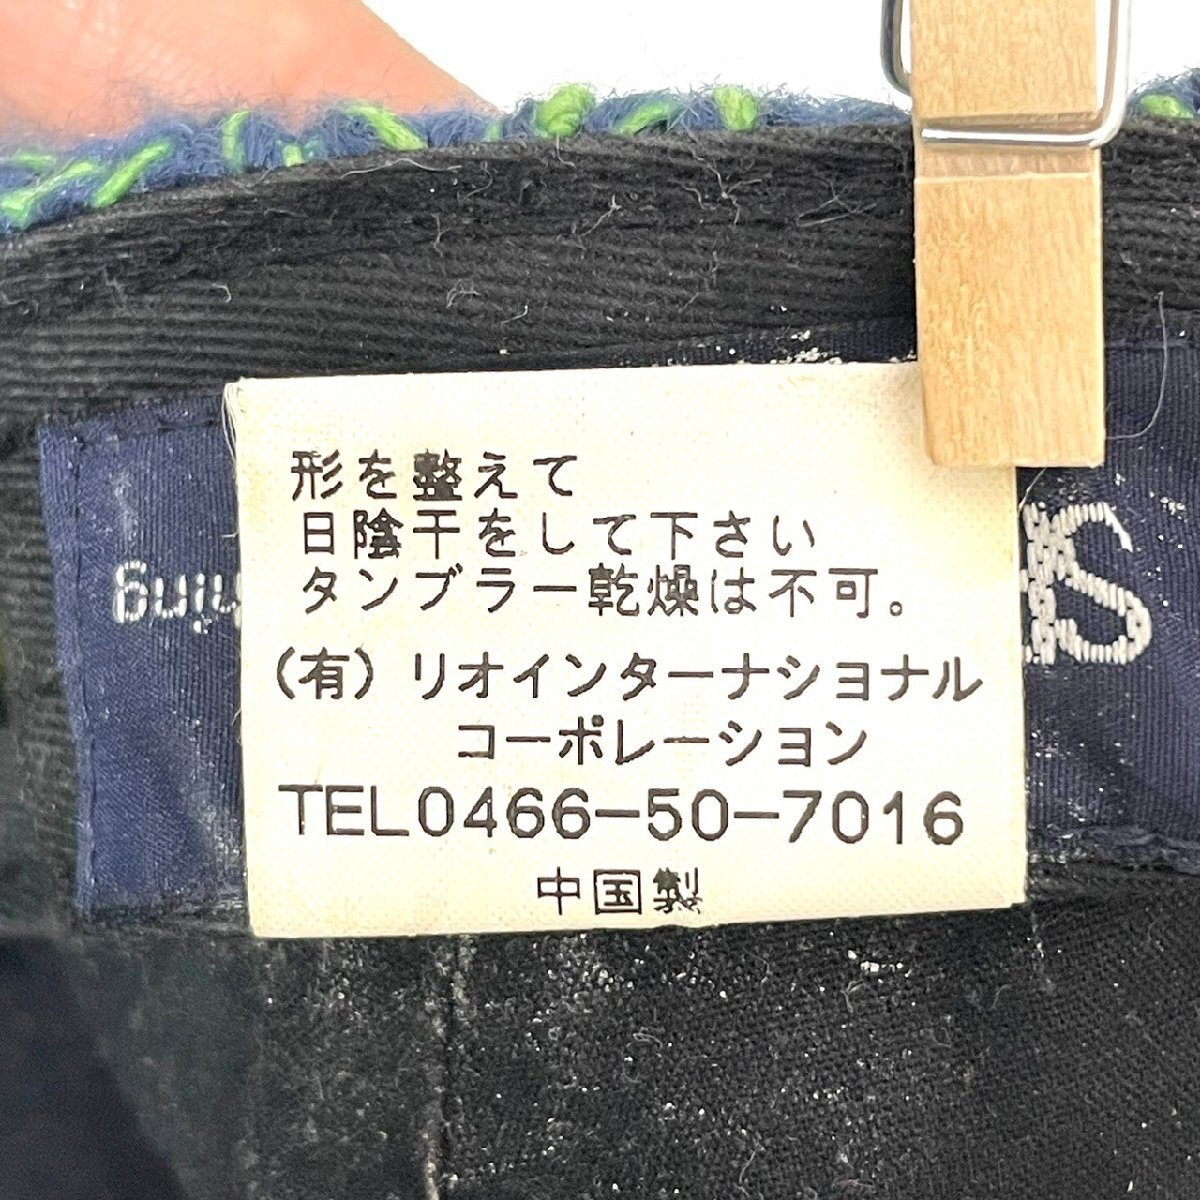 形を整えて
日陰干をして下さい
タンブラー乾燥は不可。
(有)リオインターナショナル
コーポレーション
TEL0466-50-7016
中国製